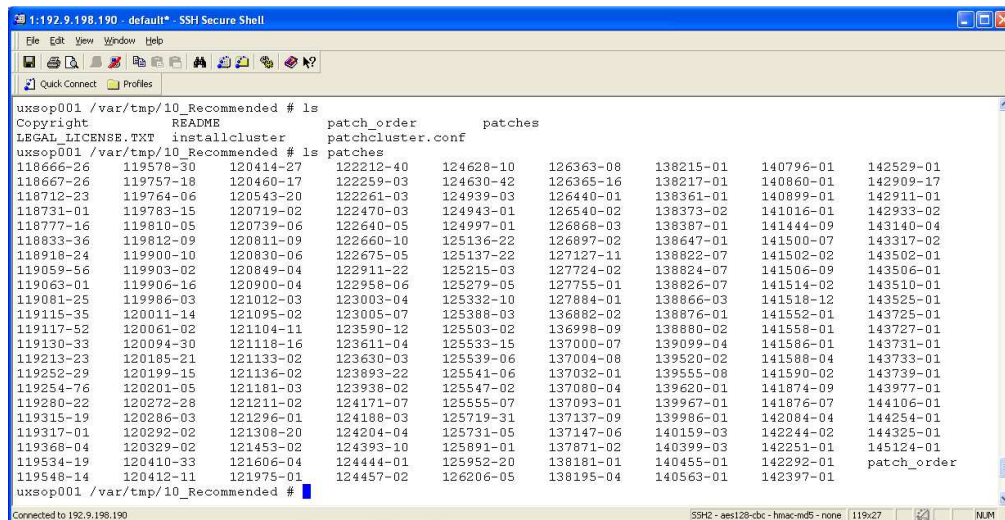 1:192.9.198.190 - default* - SSH Secure Shell
File Edit View Window Help
Quick Connect Profiles
uxsop001 /var/tmp/10_Recommended # ls
Copyright README patch_order patches
LEGAL_LICENSE.TXT installcluster patchcluster.conf
uxsop001 /var/tmp/10_Recommended # ls patches
118666-26 119578-30 120414-27 122212-40 124628-10 126363-08 138215-01 140796-01 142529-01
118667-26 119757-18 120460-17 122259-03 124630-42 126365-16 138217-01 140860-01 142909-17
118712-23 119764-06 120543-20 122261-03 124939-03 126440-01 138361-01 140899-01 142911-01
118731-01 119783-15 120719-02 122470-03 124943-01 126540-02 138373-02 141016-01 142933-02
118777-16 119810-05 120739-06 122640-05 124997-01 126868-03 138387-01 141444-09 143140-04
118833-36 119812-09 120811-09 122660-10 125136-22 126897-02 138647-01 141500-07 143317-02
118918-24 119900-10 120830-06 122675-05 125137-22 127127-11 138822-07 141502-02 143502-01
119059-56 119903-02 120849-04 122911-22 125215-03 127724-02 138824-07 141506-09 143506-01
119063-01 119906-16 120900-04 122958-06 125279-05 127755-01 138826-07 141514-02 143510-01
119081-25 119986-03 121012-03 123003-04 125332-10 127884-01 138866-03 141518-12 143525-01
119115-35 120011-14 121095-02 123005-07 125388-03 136882-02 138876-01 141552-01 143725-01
119117-52 120061-02 121104-11 123590-12 125503-02 136998-09 138880-02 141558-01 143727-01
119130-33 120094-30 121118-16 123611-04 125533-15 137000-07 139099-04 141586-01 143731-01
119213-23 120185-21 121133-02 123630-03 125539-06 137004-08 139520-02 141588-04 143733-01
119252-29 120199-15 121136-02 123893-22 125541-06 137032-01 139555-08 141590-02 143739-01
119254-76 120201-05 121181-03 123938-02 125547-02 137080-04 139620-01 141874-09 143977-01
119280-22 120272-28 121211-02 124171-07 125555-07 137093-01 139967-01 141876-07 144106-01
119315-19 120286-03 121296-01 124188-03 125719-31 137137-09 139986-01 142084-04 144254-01
119317-01 120292-02 121308-20 124204-04 125731-05 137147-06 140159-03 142244-02 144325-01
119368-04 120329-02 121453-02 124393-10 125891-01 137871-02 140399-03 142251-01 145124-01
119534-19 120410-33 121606-04 124444-01 125952-20 138181-01 140455-01 142292-01 patch_order
119548-14 120412-11 121975-01 124457-02 126206-05 138195-04 140563-01 142397-01
uxsop001 /var/tmp/10_Recommended #
Connected to 192.9.198.190 SSH2 - aes128-cbc - hmac-md5 - none 119x27 NUM